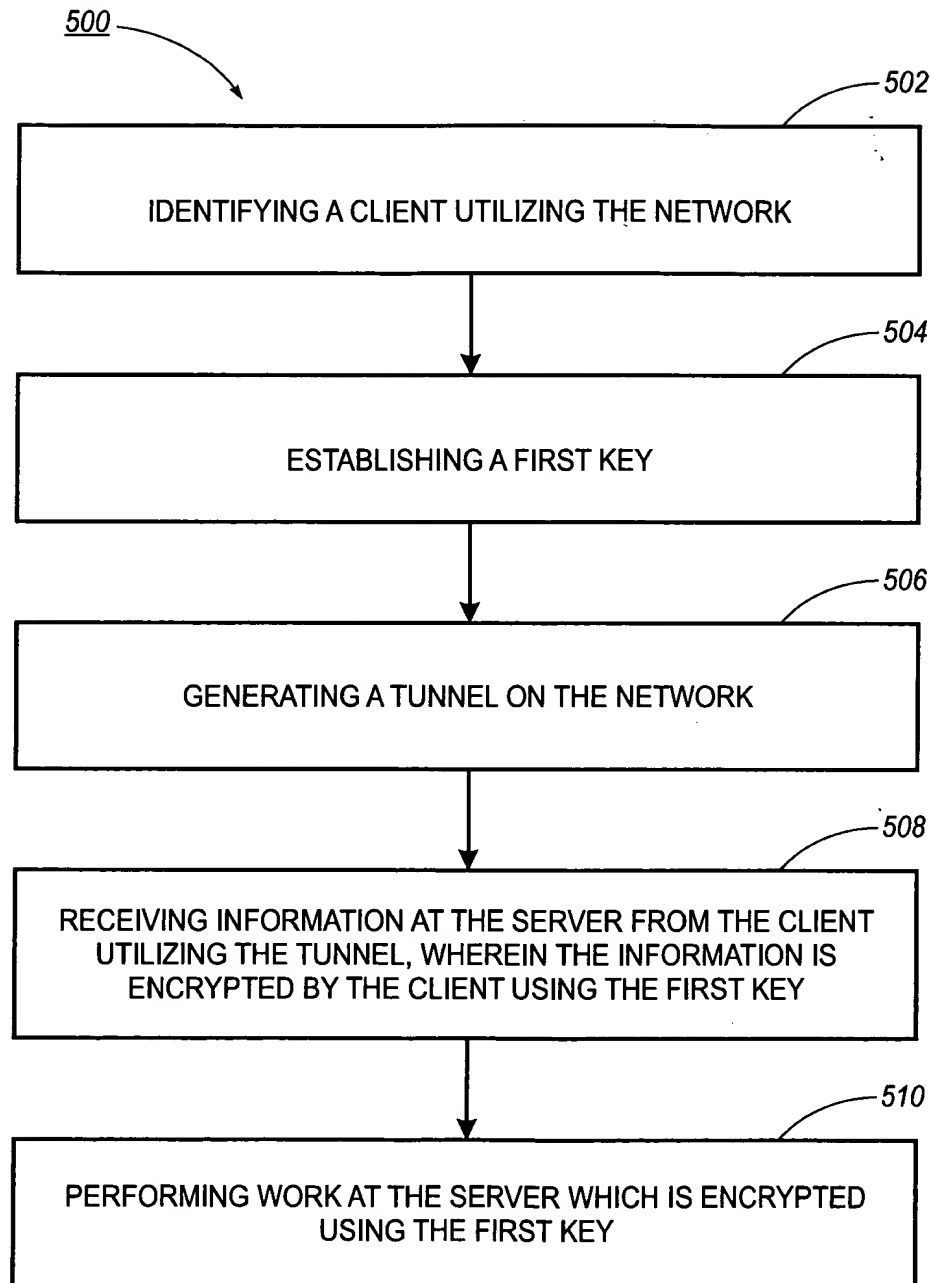 500
502
IDENTIFYING A CLIENT UTILIZING THE NETWORK
504
ESTABLISHING A FIRST KEY
506
GENERATING A TUNNEL ON THE NETWORK
508
RECEIVING INFORMATION AT THE SERVER FROM THE CLIENT
UTILIZING THE TUNNEL, WHEREIN THE INFORMATION IS
ENCRYPTED BY THE CLIENT USING THE FIRST KEY
510
PERFORMING WORK AT THE SERVER WHICH IS ENCRYPTED
USING THE FIRST KEY